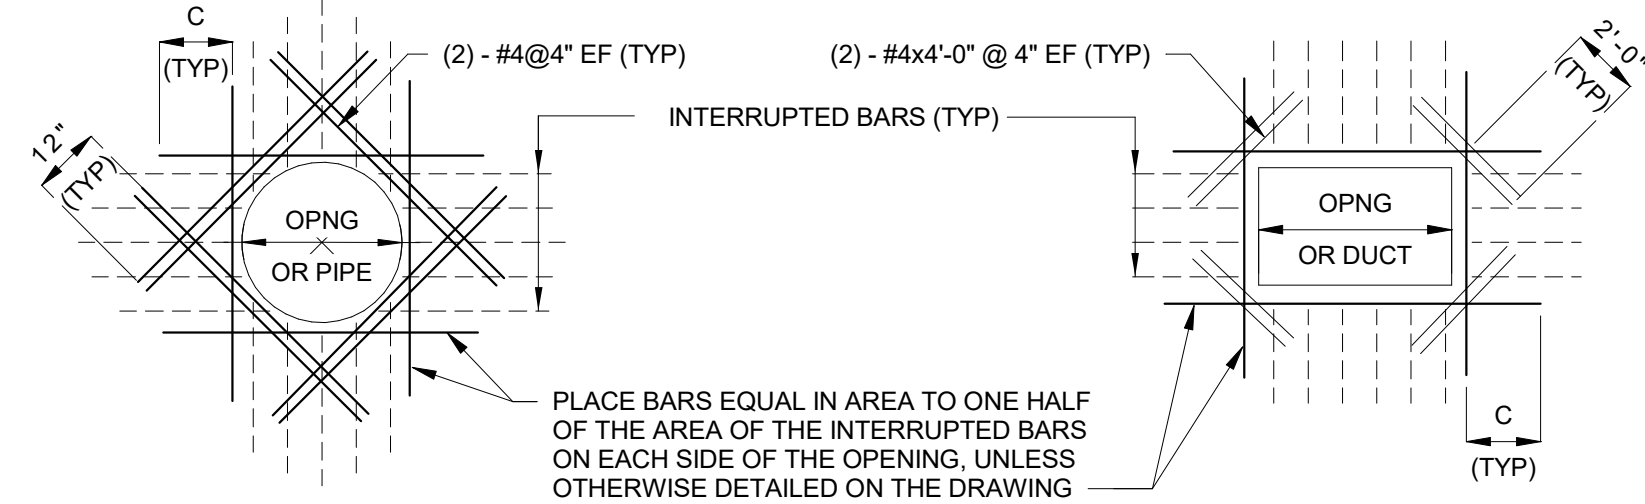 C
(TYP)
(2) - #4@4" EF (TYP)
12"
(TYP)
OPNG
OR PIPE
INTERRUPTED BARS (TYP)
(2) - #4x4'-0" @ 4" EF (TYP)
2'-0"
(TYP)
OPNG
OR DUCT
C
(TYP)
PLACE BARS EQUAL IN AREA TO ONE HALF
OF THE AREA OF THE INTERRUPTED BARS
ON EACH SIDE OF THE OPENING, UNLESS
OTHERWISE DETAILED ON THE DRAWING